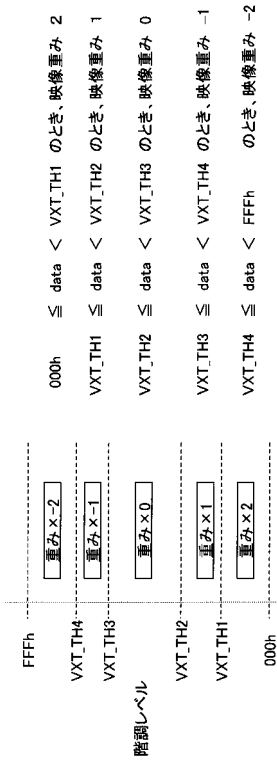 階調レベル
FFFh
重み×-2
VXT_TH4
重み×-1
VXT_TH3
重み×0
VXT_TH2
重み×1
VXT_TH1
重み×2
000h
000h ≦ data < VXT_TH1 のとき、映像重み 2
VXT_TH1 ≦ data < VXT_TH2 のとき、映像重み 1
VXT_TH2 ≦ data < VXT_TH3 のとき、映像重み 0
VXT_TH3 ≦ data < VXT_TH4 のとき、映像重み -1
VXT_TH4 ≦ data < FFFh のとき、映像重み -2